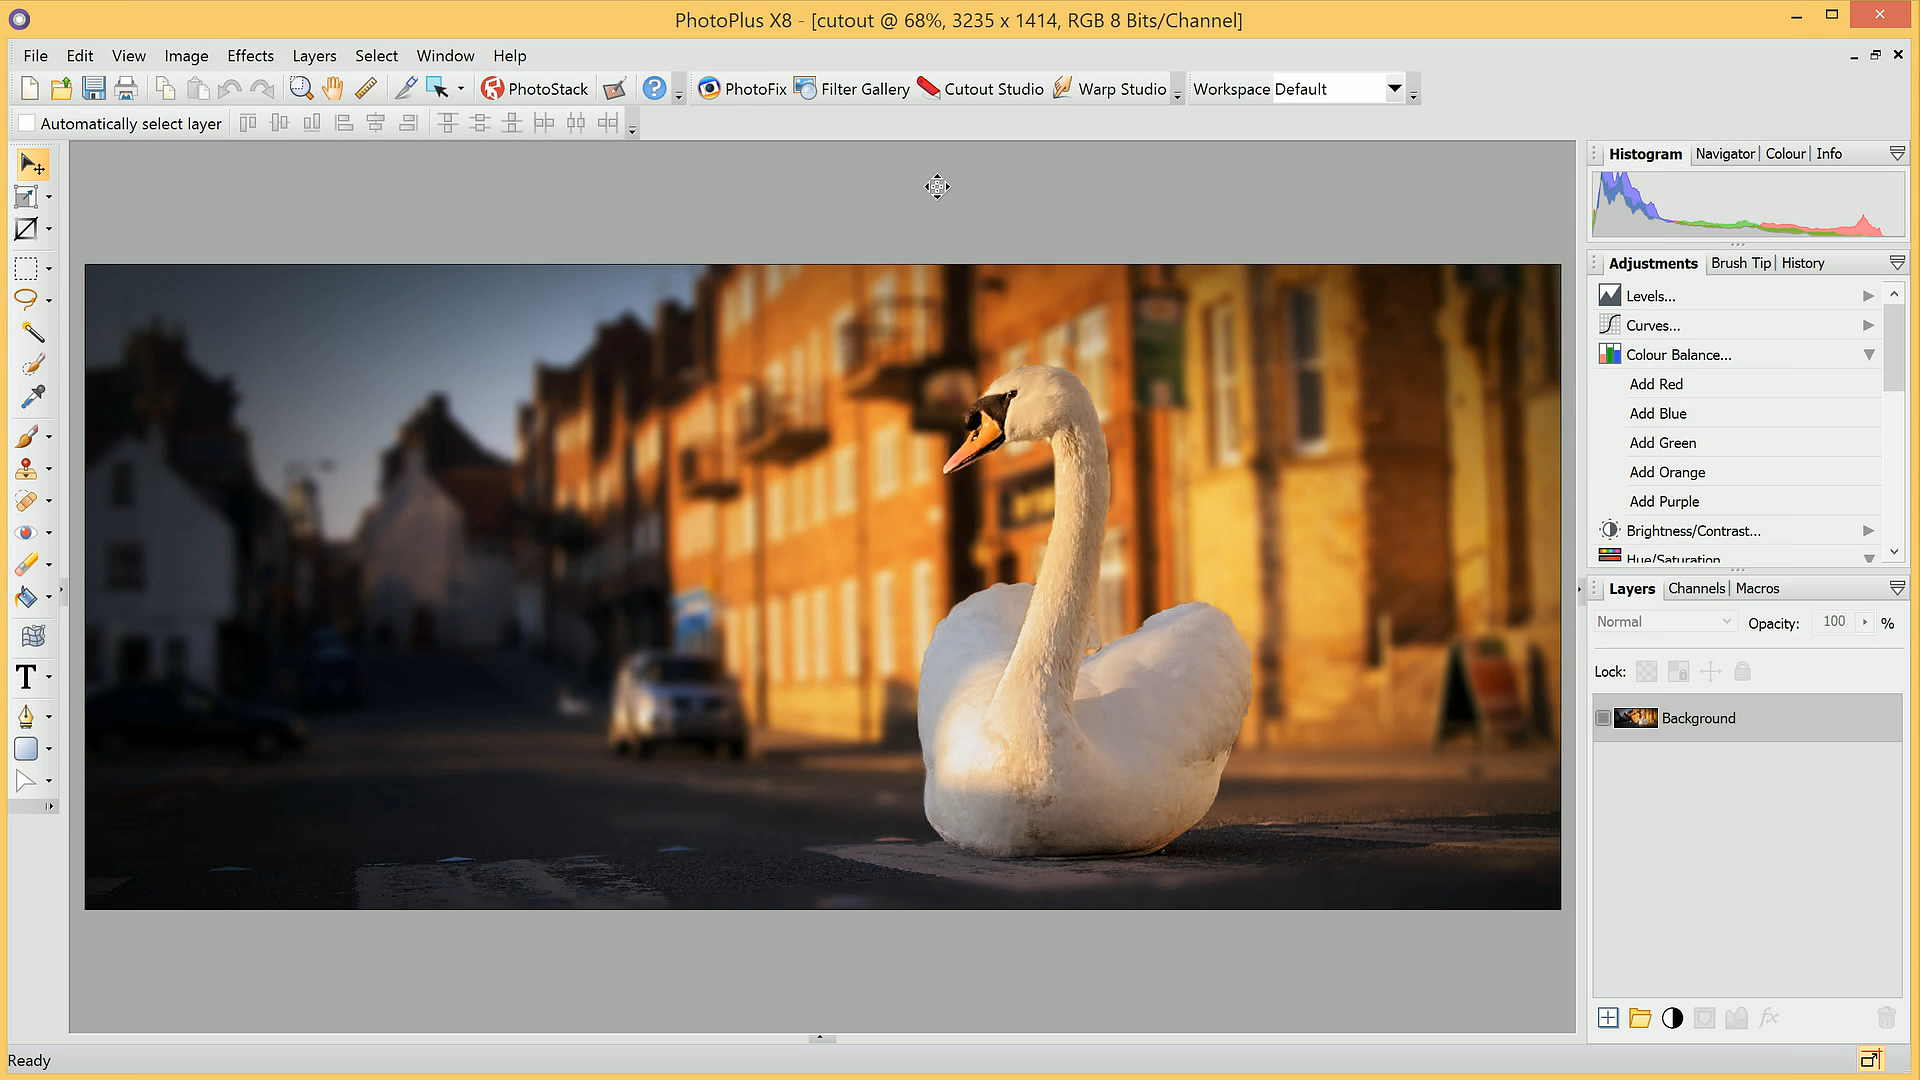 PhotoPlus X8 - [cutout @ 68%, 3235 x 1414, RGB 8 Bits/Channel]
File Edit View Image Effects Layers Select Window Help
PhotoStack PhotoFix Filter Gallery Cutout Studio Warp Studio Workspace Default
Automatically select layer
Histogram Navigator Colour Info
Adjustments Brush Tip History
Levels...
Curves...
Colour Balance...
Add Red
Add Blue
Add Green
Add Orange
Add Purple
Brightness/Contrast...
Hue/Saturation
Layers Channels Macros
Normal Opacity: 100 %
Lock:
Background
fx
T
Ready